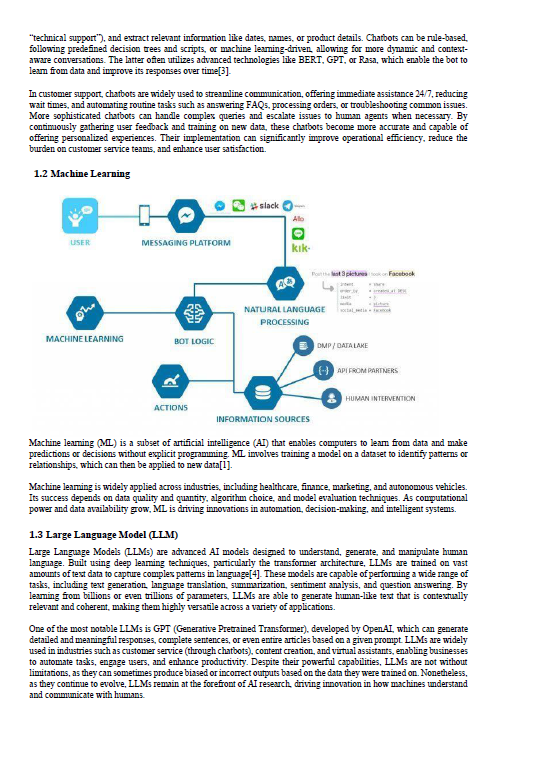 "technical support"), and extract relevant information like dates, names, or product details. Chatbots can be rule-based,
following predefined decision trees and scripts, or machine learning-driven, allowing for more dynamic and context-
aware conversations. The latter often utilizes advanced technologies like BERT, GPT, or Rasa, which enable the bot to
learn from data and improve its responses over time[3].
In customer support, chatbots are widely used to streamline communication, offering immediate assistance 24/7, reducing
wait times, and automating routine tasks such as answering FAQs, processing orders, or troubleshooting common issues.
More sophisticated chatbots can handle complex queries and escalate issues to human agents when necessary. By
continuously gathering user feedback and training on new data, these chatbots become more accurate and capable of
offering personalized experiences. Their implementation can significantly improve operational efficiency, reduce the
burden on customer service teams, and enhance user satisfaction.
1.2 Machine Learning
slack
Allo
kik
USER
MESSAGING PLATFORM
last 3 pictures
Facebook
NATURAL LANGUAGE
PROCESSING
MACHINE LEARNING
BOT LOGIC
DMP / DATA LAKE
API FROM PARTNERS
HUMAN INTERVENTION
ACTIONS
INFORMATION SOURCES
Machine learning (ML) is a subset of artificial intelligence (AI) that enables computers to learn from data and make
predictions or decisions without explicit programming. ML involves training a model on a dataset to identify patterns or
relationships, which can then be applied to new data[1].
Machine learning is widely applied across industries, including healthcare, finance, marketing, and autonomous vehicles.
Its success depends on data quality and quantity, algorithm choice, and model evaluation techniques. As computational
power and data availability grow, ML is driving innovations in automation, decision-making, and intelligent systems.
1.3 Large Language Model (LLM)
Large Language Models (LLMs) are advanced AI models designed to understand, generate, and manipulate human
language. Built using deep learning techniques, particularly the transformer architecture, LLMs are trained on vast
amounts of text data to capture complex patterns in language[4]. These models are capable of performing a wide range of
tasks, including text generation, language translation, summarization, sentiment analysis, and question answering. By
learning from billions or even trillions of parameters, LLMs are able to generate human-like text that is contextually
relevant and coherent, making them highly versatile across a variety of applications.
One of the most notable LLMs is GPT (Generative Pretrained Transformer), developed by OpenAI, which can generate
detailed and meaningful responses, complete sentences, or even entire articles based on a given prompt. LLMs are widely
used in industries such as customer service (through chatbots), content creation, and virtual assistants, enabling businesses
to automate tasks, engage users, and enhance productivity. Despite their powerful capabilities, LLMs are not without
limitations, as they can sometimes produce biased or incorrect outputs based on the data they were trained on. Nonetheless,
as they continue to evolve, LLMs remain at the forefront of AI research, driving innovation in how machines understand
and communicate with humans.